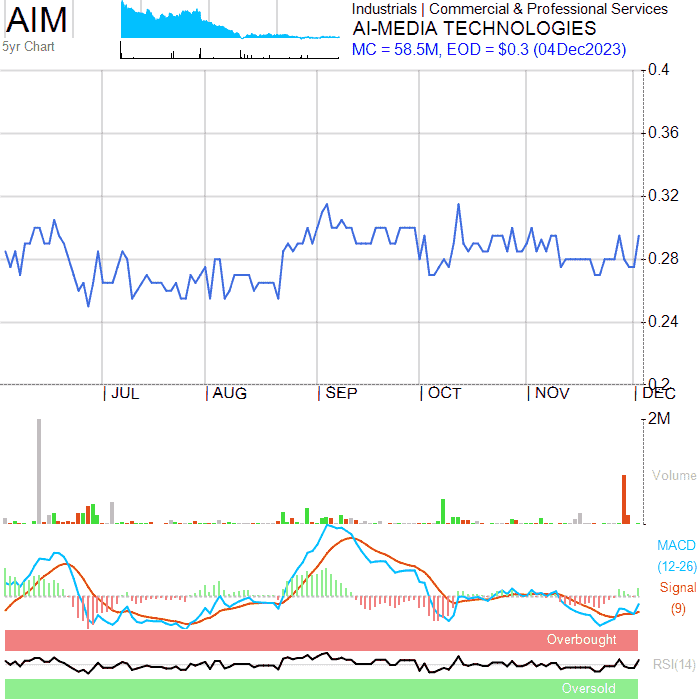 AIM
5yr Chart
Industrials | Commercial & Professional Services
AI-MEDIA TECHNOLOGIES
MC = 58.5M, EOD = $0.3 (04Dec2023)
0.4
0.36
0.32
0.28
0.24
0.2
JUL AUG SEP OCT NOV DEC
2M
Volume
MACD
(12-26)
Signal
(9)
Overbought
RSI(14)
Oversold